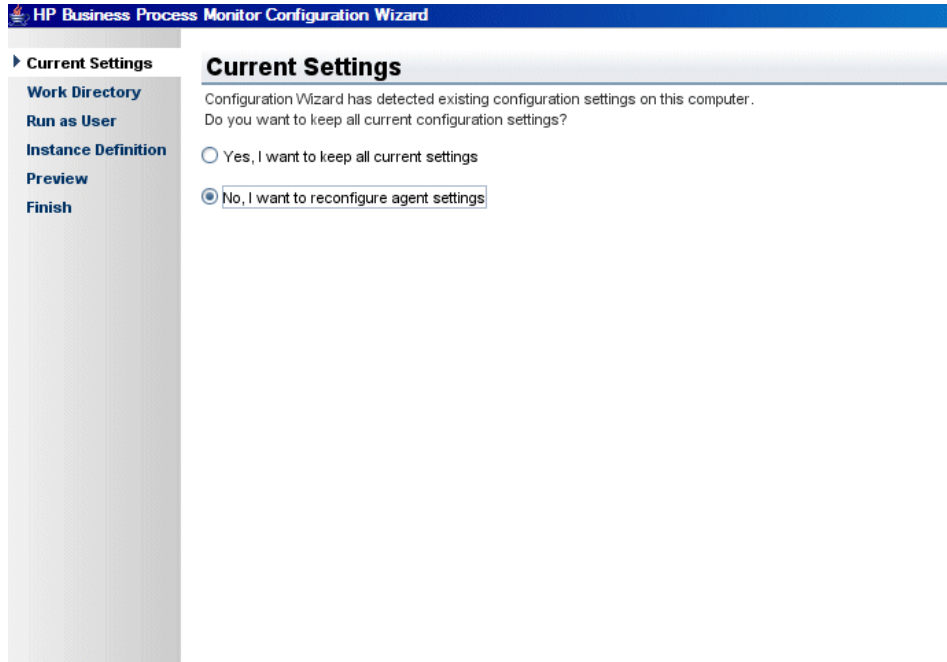 HP Business Process Monitor Configuration Wizard
Current Settings
Work Directory
Run as User
Instance Definition
Preview
Finish
Current Settings
Configuration Wizard has detected existing configuration settings on this computer.
Do you want to keep all current configuration settings?
Yes, I want to keep all current settings
No, I want to reconfigure agent settings